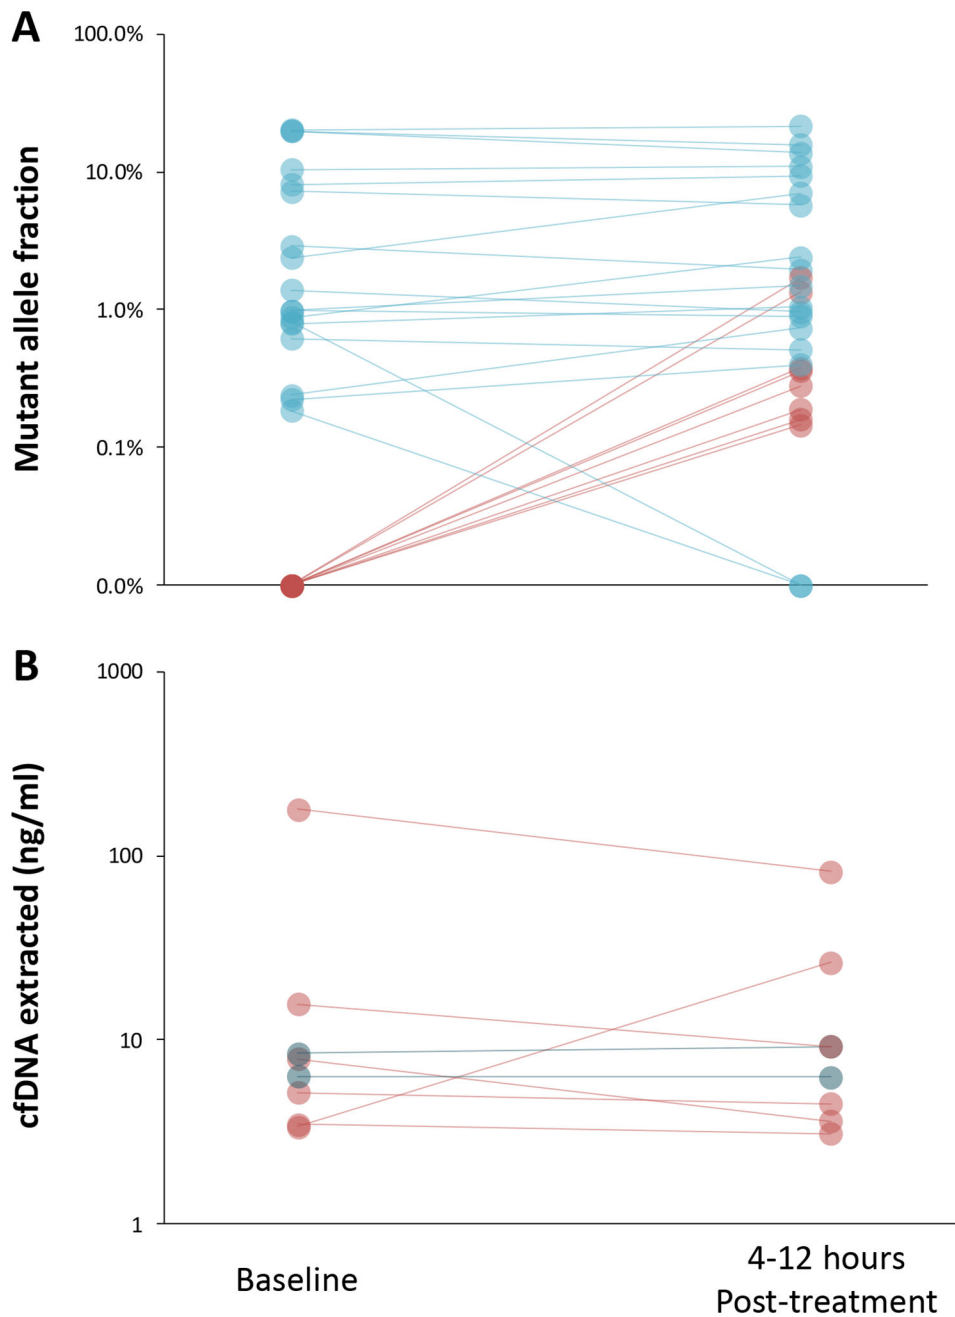 A
100.0%
10.0%
1.0%
0.1%
0.0%
Mutant allele fraction
B
1000
100
10
1
cfDNA extracted (ng/ml)
Baseline
4-12 hours
Post-treatment